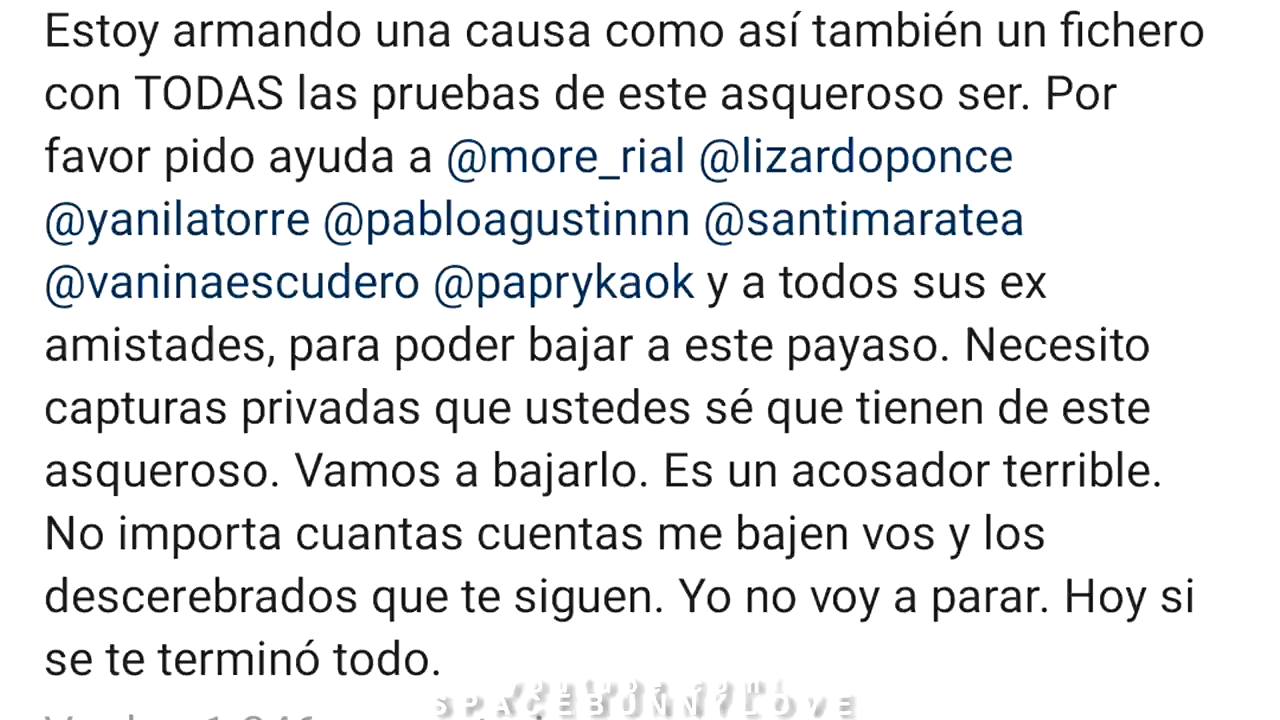 Estoy armando una causa como así también un fichero
con TODAS las pruebas de este asqueroso ser. Por
favor pido ayuda a @more_rial @lizardoponce
@yanilatorre @pabloagustinnn @santimaratea
@vaninaescudero @paprykaok y a todos sus ex
amistades, para poder bajar a este payaso. Necesito
capturas privadas que ustedes sé que tienen de este
asqueroso. Vamos a bajarlo. Es un acosador terrible.
No importa cuantas cuentas me bajen vos y los
descerebrados que te siguen. Yo no voy a parar. Hoy si
se te terminó todo.
SPACEBUNNYLOVE